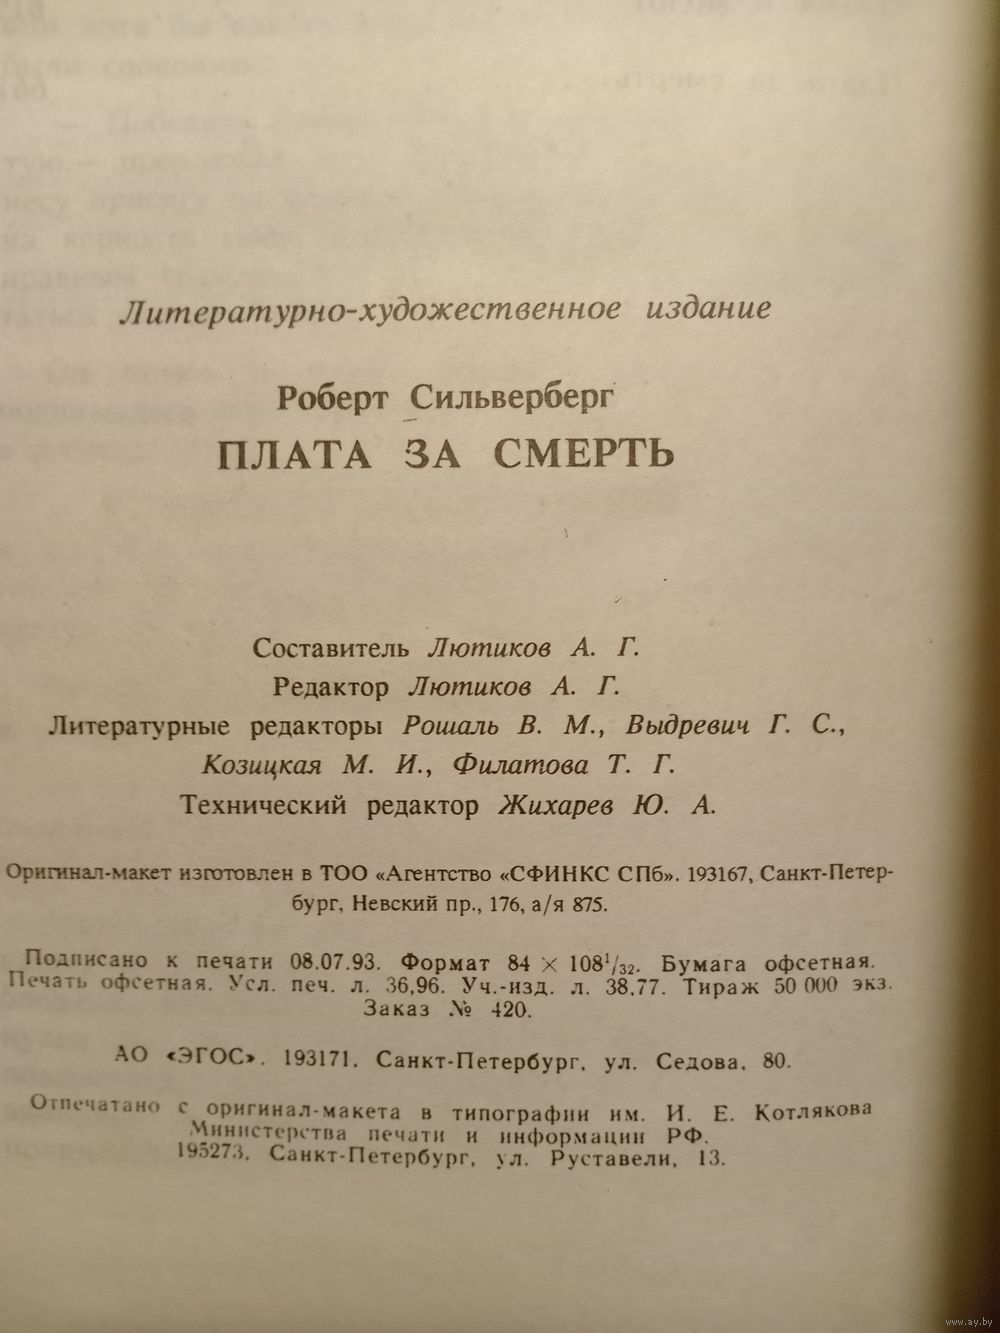 Литературно-художественное издание
Роберт Сильверберг
ПЛАТА ЗА СМЕРТЬ
Составитель Лютиков А. Г.
Редактор Лютиков А. Г.
Литературные редакторы Рошаль В. М., Выдревич Г. С.,
Козицкая М. И., Филатова Т. Г.
Технический редактор Жихарев Ю. А.
Оригинал-макет изготовлен в ТОО «Агентство «СФИНКС СПб». 193167, Санкт-Петер-
бург, Невский пр., 176, а/я 875.
Подписано к печати 08.07.93. Формат 84 × 108¹/₃₂. Бумага офсетная.
Печать офсетная. Усл. печ. л. 36,96. Уч.-изд. л. 38,77. Тираж 50 000 экз.
Заказ № 420.
АО «ЭГОС». 193171. Санкт-Петербург, ул. Седова, 80.
Отпечатано с оригинал-макета в типографии им. И. Е. Котлякова
Министерства печати и информации РФ.
195273, Санкт-Петербург, ул. Руставели, 13.
www.ay.by